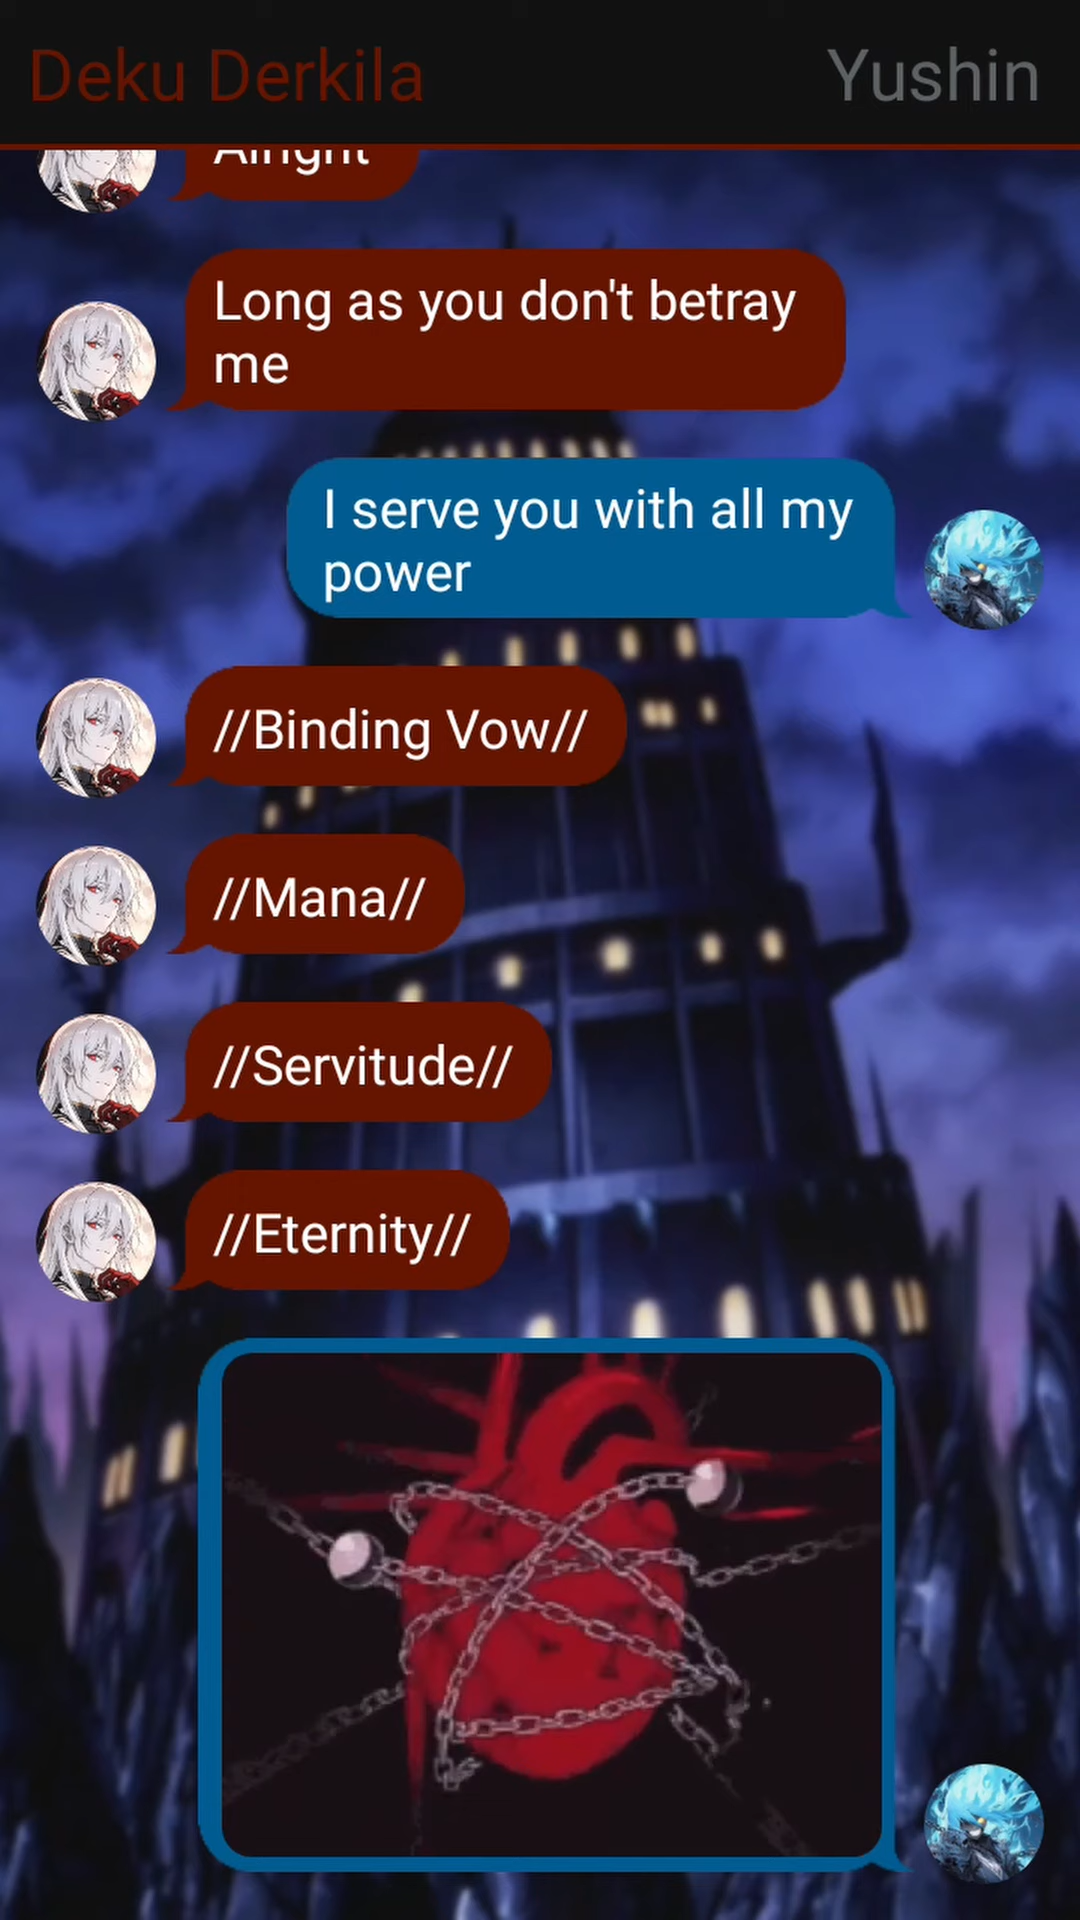 Deku Derkila
Yushin
Alright
Long as you don't betray
me
I serve you with all my
power
//Binding Vow//
//Mana//
//Servitude//
//Eternity//